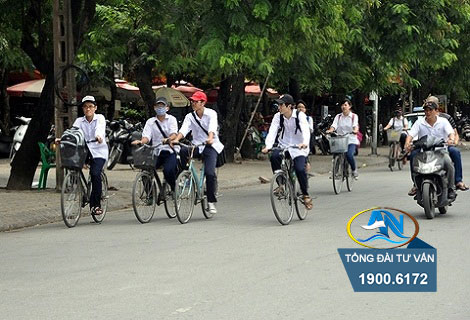 AN
TỔNG ĐÀI TƯ VẤN
1900.6172